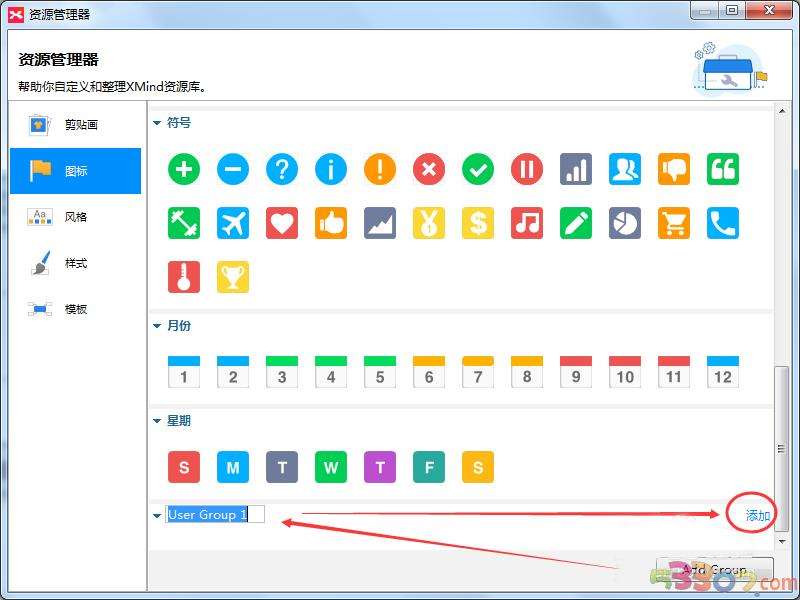 资源管理器
资源管理器
帮助你自定义和整理XMind资源库。
剪贴画
图标
Aa
风格
样式
模板
符号
月份
1 2 3 4 5 6 7 8 9 10 11 12
星期
S M T W T F S
User Group 1
添加
Add Group
.com